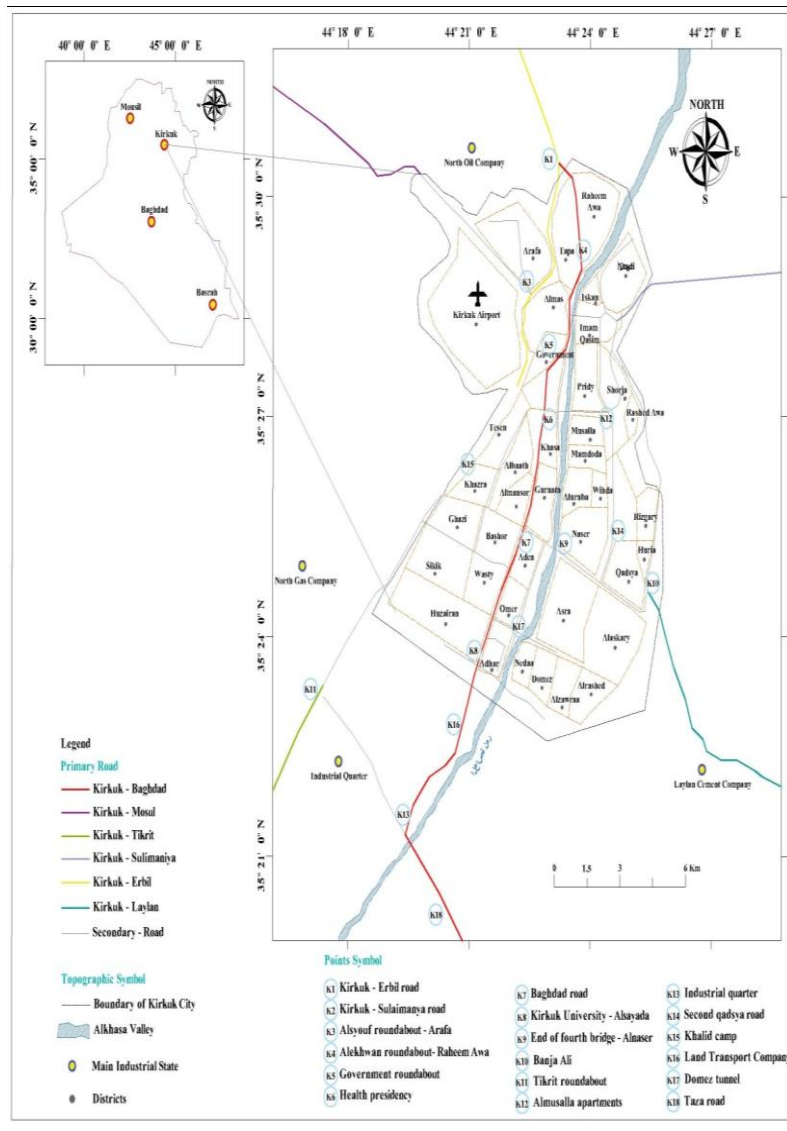 40° 00' 0" E
45° 00' 0" E
35° 00' 0" N
30° 00' 0" N
NORTH
W
E
S
Mousil
Kirkuk
Baghdad
Basrah
44° 18' 0" E
44° 21' 0" E
44° 24' 0" E
44° 27' 0" E
35° 30' 0" N
35° 27' 0" N
35° 24' 0" N
35° 21' 0" N
NORTH
W
E
S
North Oil Company
K1
Raheem
Awa
Arafa
Tapa
K4
K3
Kirkuk Airport
Almas
Iskan
Imam
Qasim
K5
Government
Pridy
Shorja
K6
K12
Rashed Awa
Tesen
Musalla
Khasa
Mamdoda
K15
Albaath
Khazra
Almansor
Gurnata
Aluruba
Wihda
Ghazi
Rizgary
K14
Bashor
K7
K9
Naser
Aden
Huria
Sikik
Wasty
Qadsya
K10
North Gas Company
Huzairan
Omer
K17
Asra
Alaskary
K8
Adhar
Nedaa
Domez
Alrashed
Alzawraa
K11
K16
Industrial Quarter
Laylan Cement Company
K13
K18
0 1.5 3 6 Km
Legend
Primary Road
Kirkuk - Baghdad
Kirkuk - Mosul
Kirkuk - Tikrit
Kirkuk - Sulimaniya
Kirkuk - Erbil
Kirkuk - Laylan
Secondary - Road
Topographic Symbol
Boundary of Kirkuk City
Alkhasa Valley
Main Industrial State
Districts
Points Symbol
K1 Kirkuk - Erbil road
K2 Kirkuk - Sulaimanya road
K3 Alsyouf roundabout - Arafa
K4 Alekhwan roundabout- Raheem Awa
K5 Government roundabout
K6 Health presidency
K7 Baghdad road
K8 Kirkuk University - Alsayada
K9 End of fourth bridge - Alnaser
K10 Banja Ali
K11 Tikrit roundabout
K12 Almusalla apartments
K13 Industrial quarter
K14 Second qadsya road
K15 Khalid camp
K16 Land Transport Company
K17 Domez tunnel
K18 Taza road